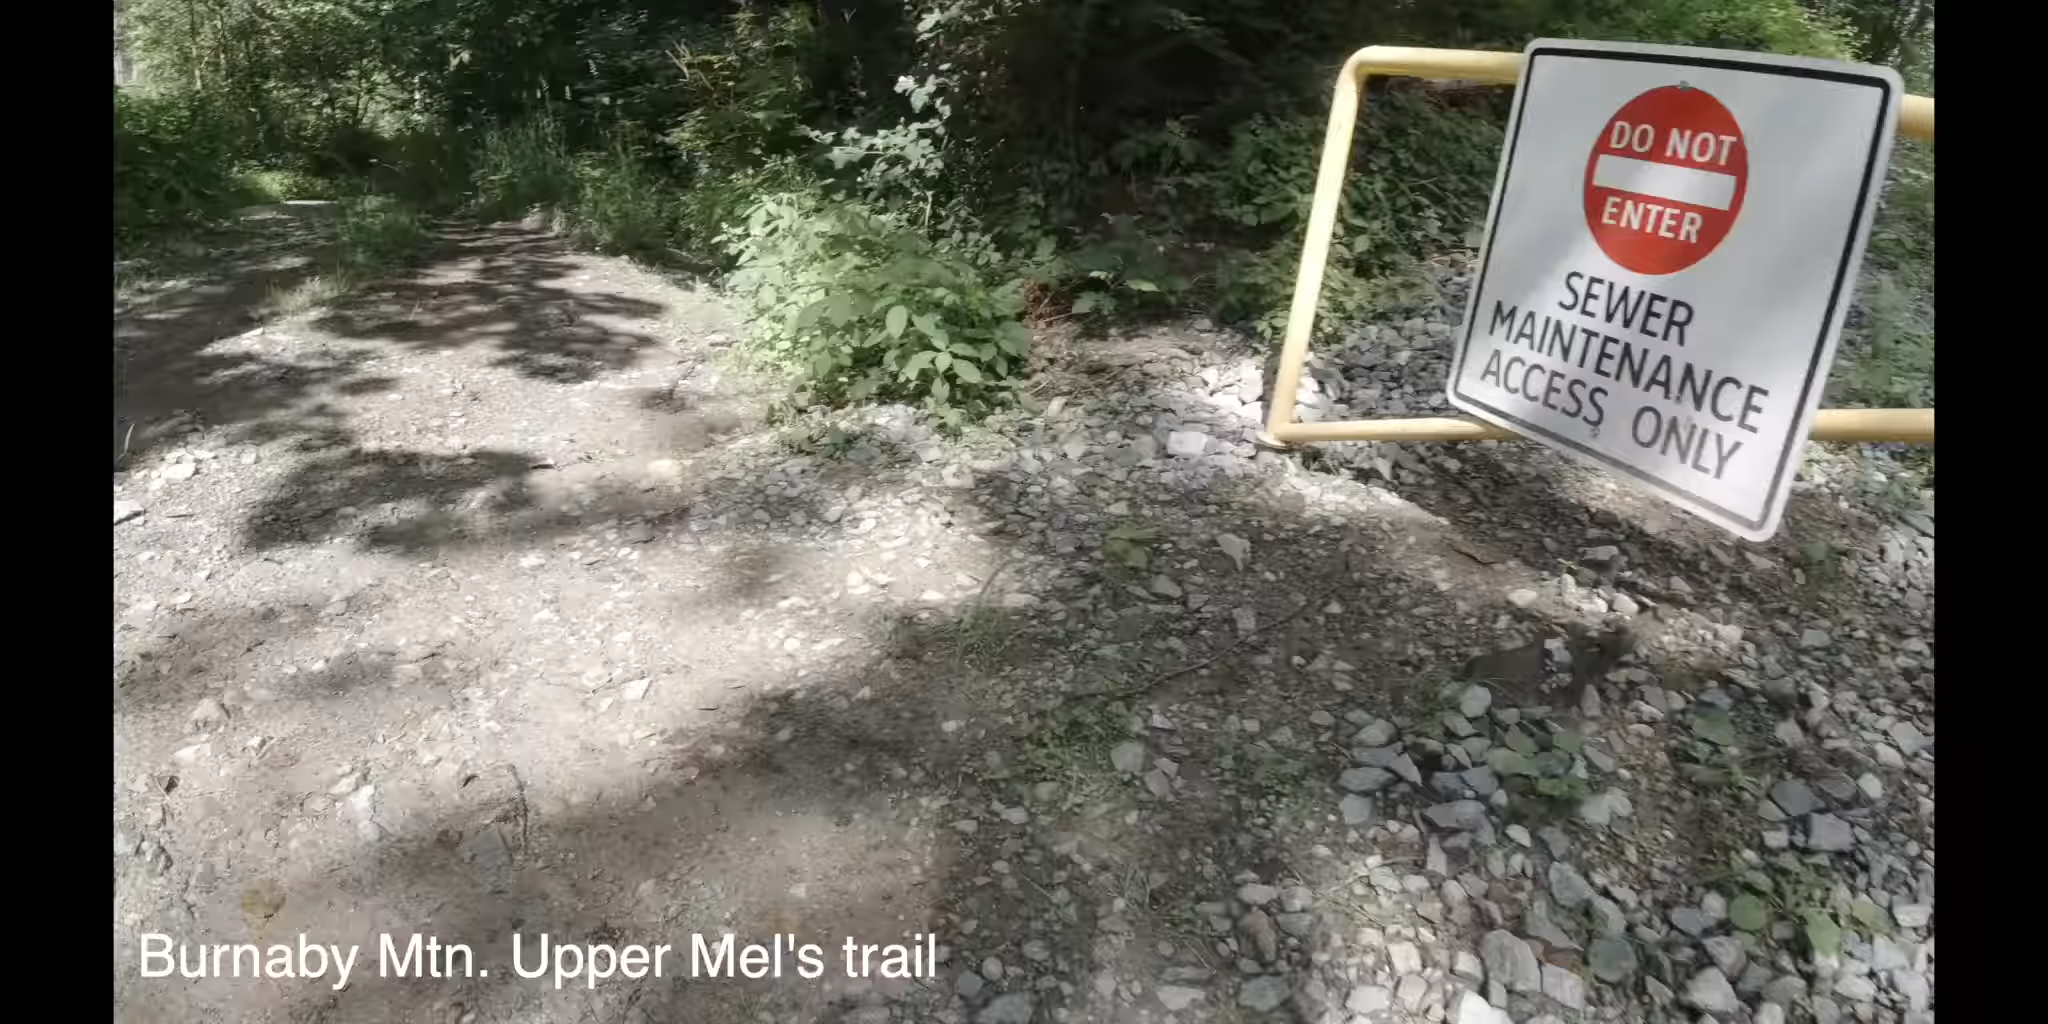 DO NOT
ENTER
SEWER
MAINTENANCE
ACCESS ONLY
Burnaby Mtn. Upper Mel's trail